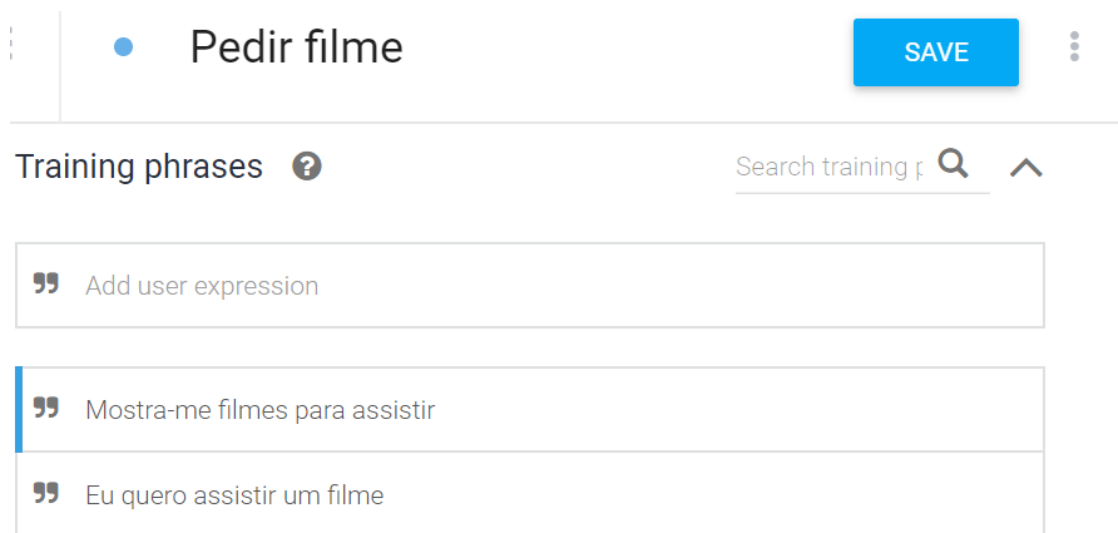 Pedir filme
SAVE
Training phrases
Search training p
Add user expression
Mostra-me filmes para assistir
Eu quero assistir um filme